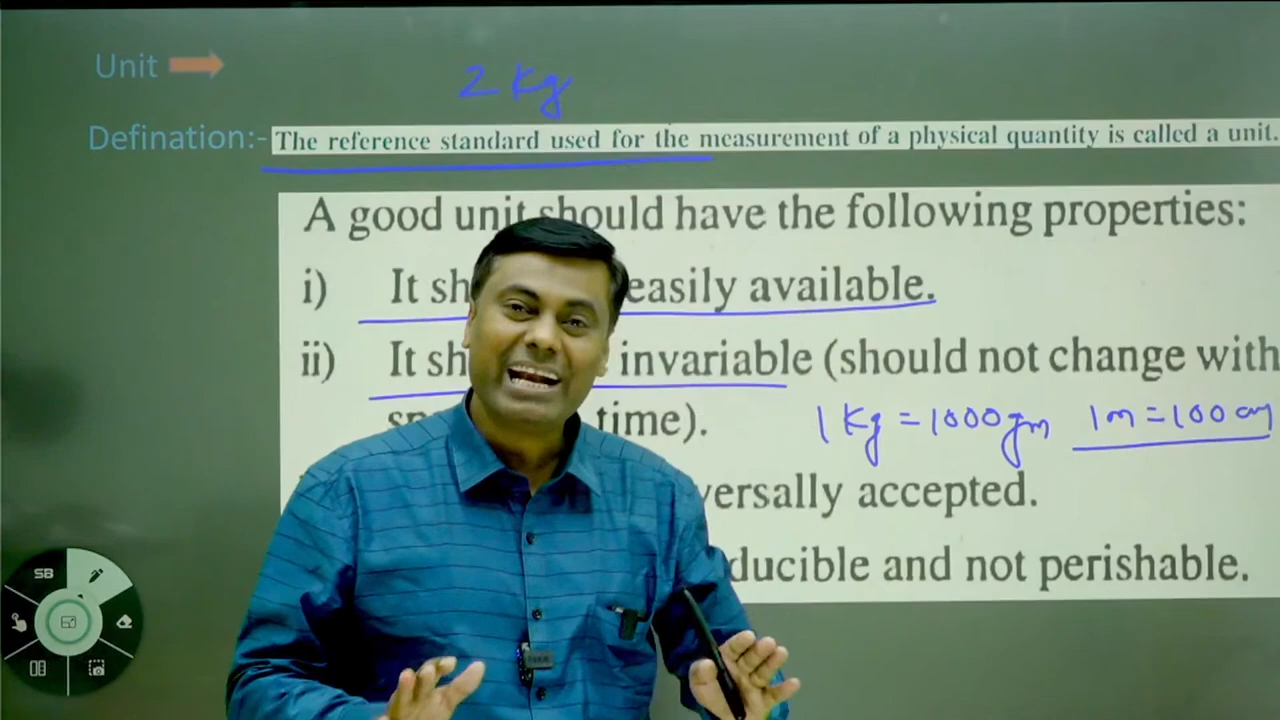 Unit
2 Kg
Defination:- The reference standard used for the measurement of a physical quantity is called a unit.
A good unit should have the following properties:
i) It sh easily available.
ii) It sh invariable (should not change with
time).
1 Kg = 1000 gm 1m = 100 cm
versally accepted.
ducible and not perishable.
SB